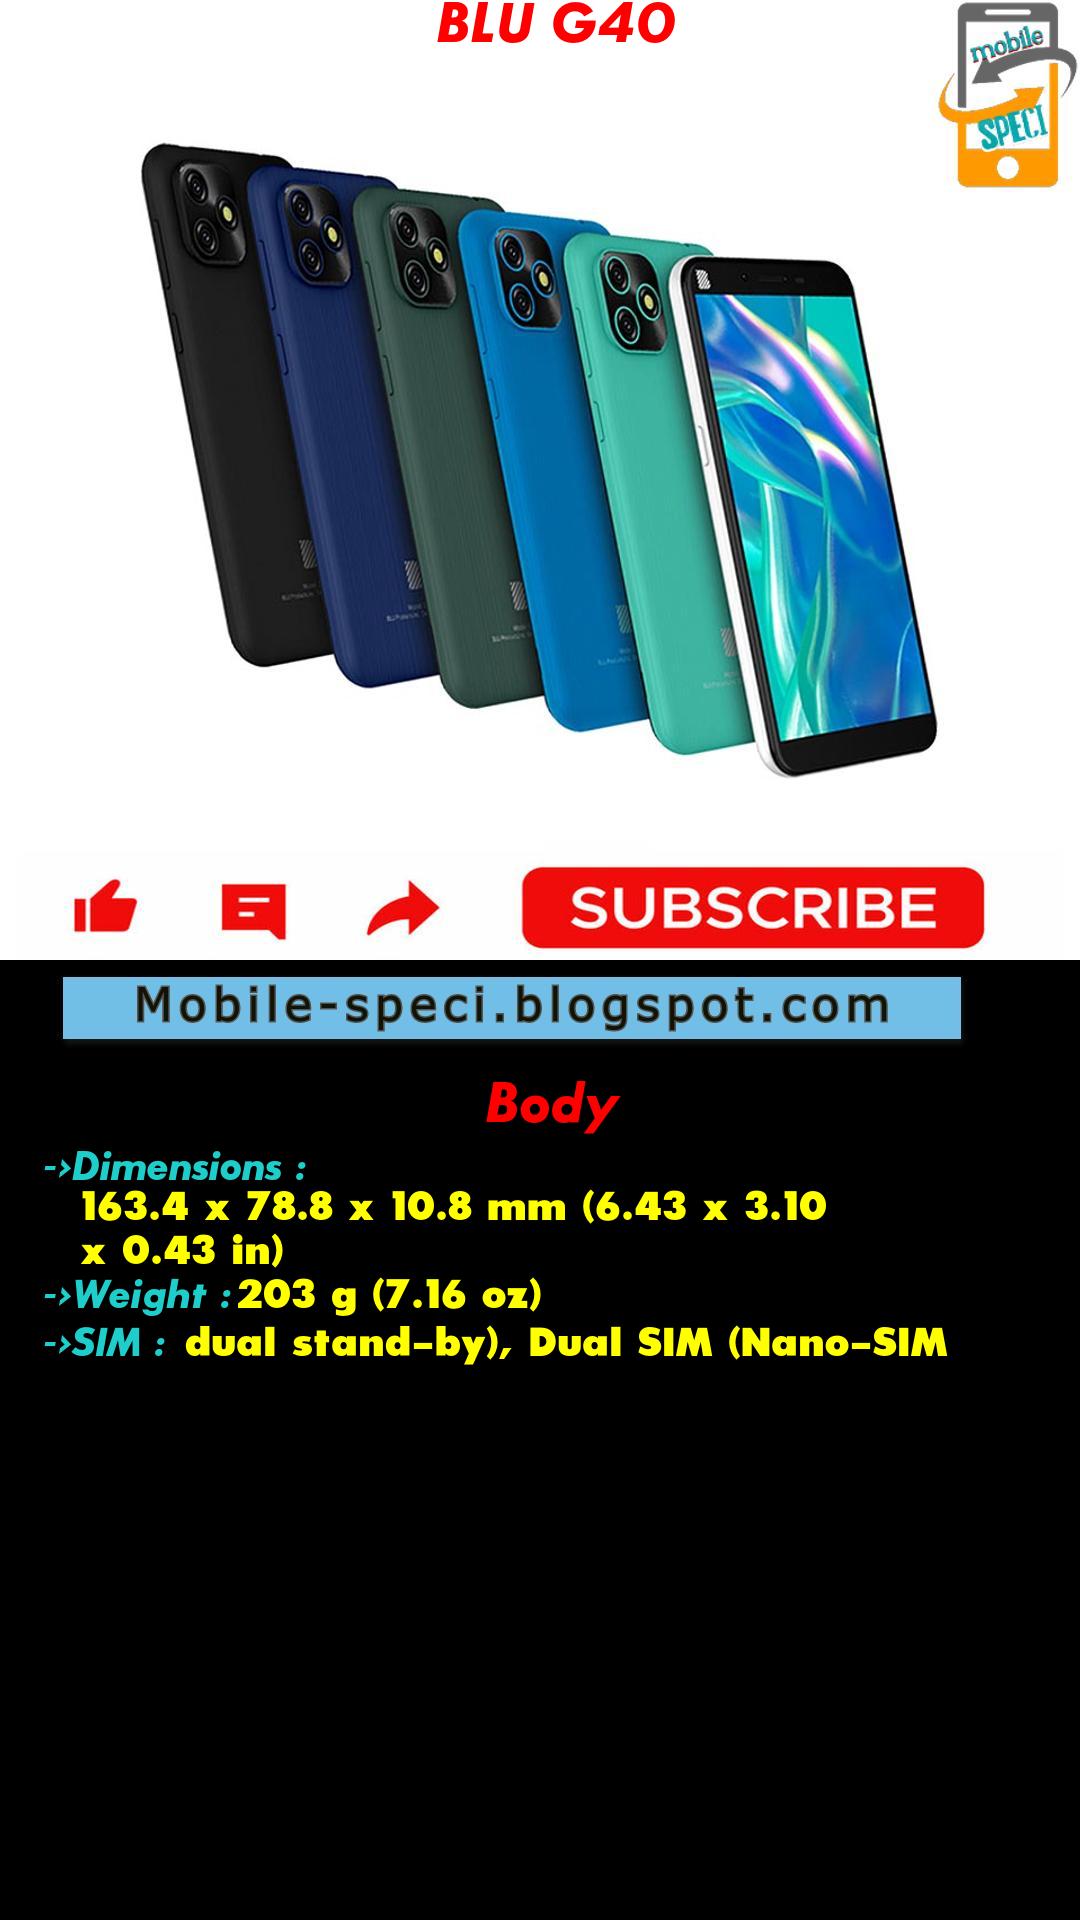 BLU G40
mobile
SPECI
SUBSCRIBE
Mobile-speci.blogspot.com
Body
->Dimensions :
163.4 x 78.8 x 10.8 mm (6.43 x 3.10
x 0.43 in)
->Weight : 203 g (7.16 oz)
->SIM : dual stand-by), Dual SIM (Nano-SIM